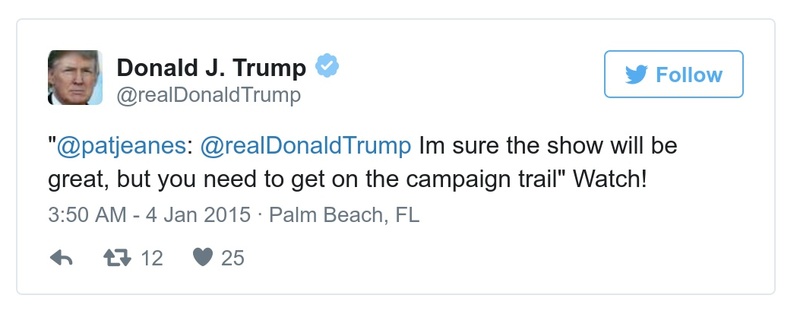 Donald J. Trump
@realDonaldTrump
Follow
"@patjeanes: @realDonaldTrump Im sure the show will be
great, but you need to get on the campaign trail" Watch!
3:50 AM - 4 Jan 2015 · Palm Beach, FL
12 25